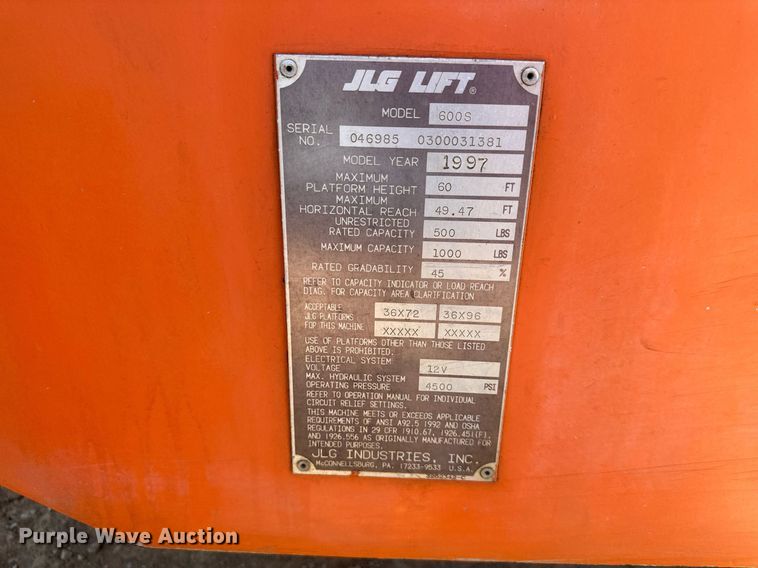 JLG LIFT®
MODEL 600S
SERIAL NO. 046985 0300031381
MODEL YEAR 1997
MAXIMUM
PLATFORM HEIGHT 60 FT
MAXIMUM
HORIZONTAL REACH 49.47 FT
UNRESTRICTED
RATED CAPACITY 500 LBS
MAXIMUM CAPACITY 1000 LBS
RATED GRADABILITY 45 %
REFER TO CAPACITY INDICATOR OR LOAD REACH
DIAG. FOR CAPACITY AREA CLARIFICATION
ACCEPTABLE
JLG PLATFORMS 36X72 36X96
FOR THIS MACHINE XXXXX XXXXX
USE OF PLATFORMS OTHER THAN THOSE LISTED
ABOVE IS PROHIBITED.
ELECTRICAL SYSTEM
VOLTAGE 12V
MAX. HYDRAULIC SYSTEM
OPERATING PRESSURE 4500 PSI
REFER TO OPERATION MANUAL FOR INDIVIDUAL
CIRCUIT RELIEF SETTINGS.
THIS MACHINE MEETS OR EXCEEDS APPLICABLE
REQUIREMENTS OF ANSI A92.5 1992 AND OSHA
REGULATIONS IN 29 CFR 1910.67, 1926.451(F),
AND 1926.556 AS ORIGINALLY MANUFACTURED FOR
INTENDED PURPOSES.
JLG INDUSTRIES, INC.
McCONNELLSBURG, PA. 17233-9533 U.S.A.
Purple Wave Auction